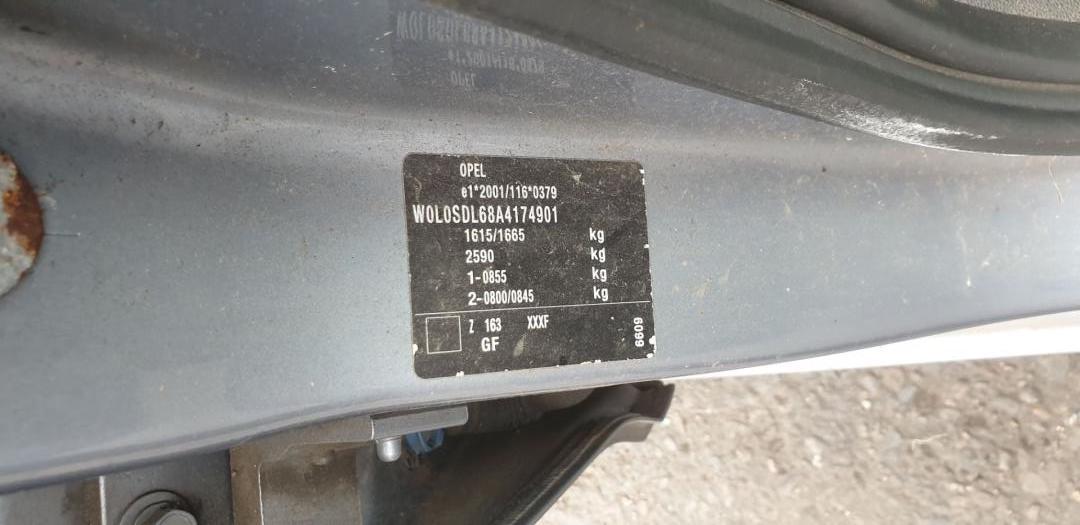 OPEL
e1*2001/116*0379
W0L0SDL68A4174901
1615/1665 kg
2590 kg
1-0855 kg
2-0800/0845 kg
Z 163 XXXF
GF
6609